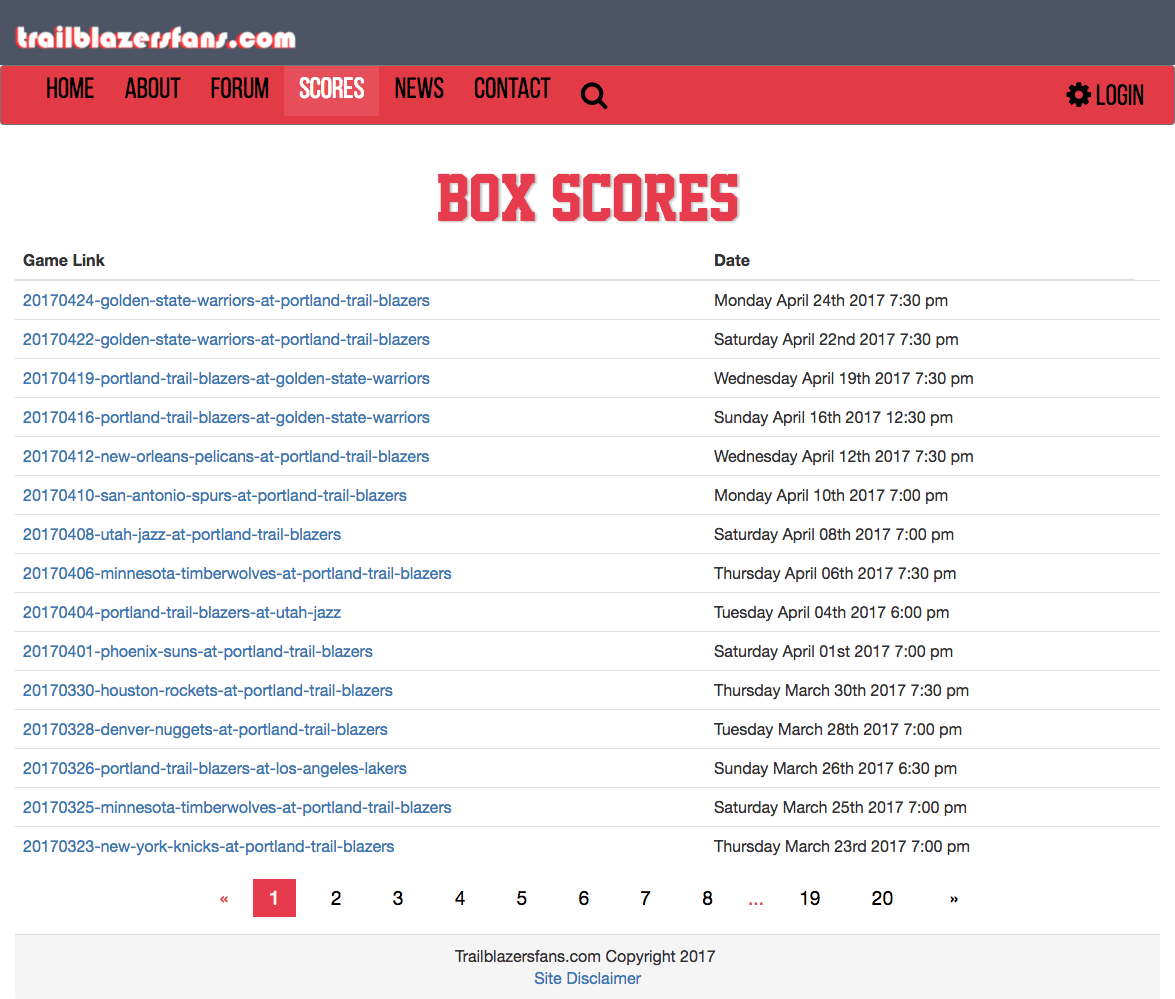 trailblazersfans.com
HOME ABOUT FORUM SCORES NEWS CONTACT LOGIN
BOX SCORES
Game Link Date
20170424-golden-state-warriors-at-portland-trail-blazers Monday April 24th 2017 7:30 pm
20170422-golden-state-warriors-at-portland-trail-blazers Saturday April 22nd 2017 7:30 pm
20170419-portland-trail-blazers-at-golden-state-warriors Wednesday April 19th 2017 7:30 pm
20170416-portland-trail-blazers-at-golden-state-warriors Sunday April 16th 2017 12:30 pm
20170412-new-orleans-pelicans-at-portland-trail-blazers Wednesday April 12th 2017 7:30 pm
20170410-san-antonio-spurs-at-portland-trail-blazers Monday April 10th 2017 7:00 pm
20170408-utah-jazz-at-portland-trail-blazers Saturday April 08th 2017 7:00 pm
20170406-minnesota-timberwolves-at-portland-trail-blazers Thursday April 06th 2017 7:30 pm
20170404-portland-trail-blazers-at-utah-jazz Tuesday April 04th 2017 6:00 pm
20170401-phoenix-suns-at-portland-trail-blazers Saturday April 01st 2017 7:00 pm
20170330-houston-rockets-at-portland-trail-blazers Thursday March 30th 2017 7:30 pm
20170328-denver-nuggets-at-portland-trail-blazers Tuesday March 28th 2017 7:00 pm
20170326-portland-trail-blazers-at-los-angeles-lakers Sunday March 26th 2017 6:30 pm
20170325-minnesota-timberwolves-at-portland-trail-blazers Saturday March 25th 2017 7:00 pm
20170323-new-york-knicks-at-portland-trail-blazers Thursday March 23rd 2017 7:00 pm
« 1 2 3 4 5 6 7 8 ... 19 20 »
Trailblazersfans.com Copyright 2017
Site Disclaimer